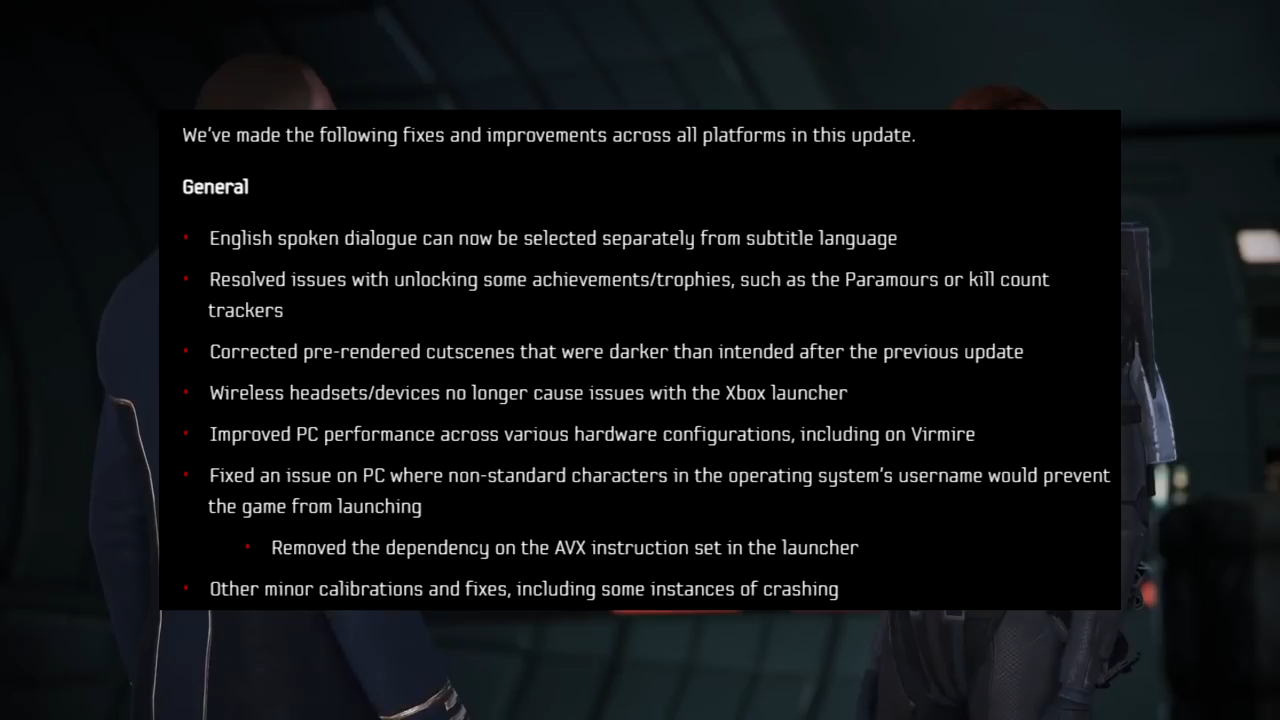 We've made the following fixes and improvements across all platforms in this update.
General
• English spoken dialogue can now be selected separately from subtitle language
• Resolved issues with unlocking some achievements/trophies, such as the Paramours or kill count
trackers
• Corrected pre-rendered cutscenes that were darker than intended after the previous update
• Wireless headsets/devices no longer cause issues with the Xbox launcher
• Improved PC performance across various hardware configurations, including on Virmire
• Fixed an issue on PC where non-standard characters in the operating system's username would prevent
the game from launching
• Removed the dependency on the AVX instruction set in the launcher
• Other minor calibrations and fixes, including some instances of crashing